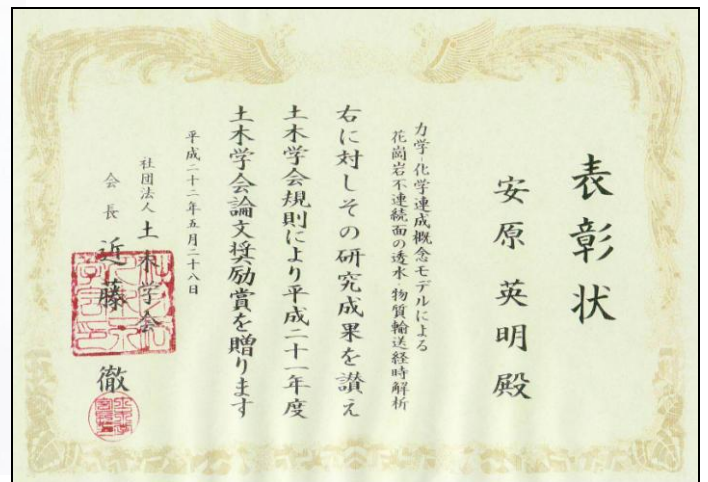 表彰状
安原英明殿
力学-化学連成概念モデルによる
花崗岩不連続面の透水・物質輸送経時解析
右に対しその研究成果を讃え
土木学会規則により平成二十一年度
土木学会論文奨励賞を贈ります
平成二十二年五月二十八日
社団法人 土木学会
会長 近藤 徹